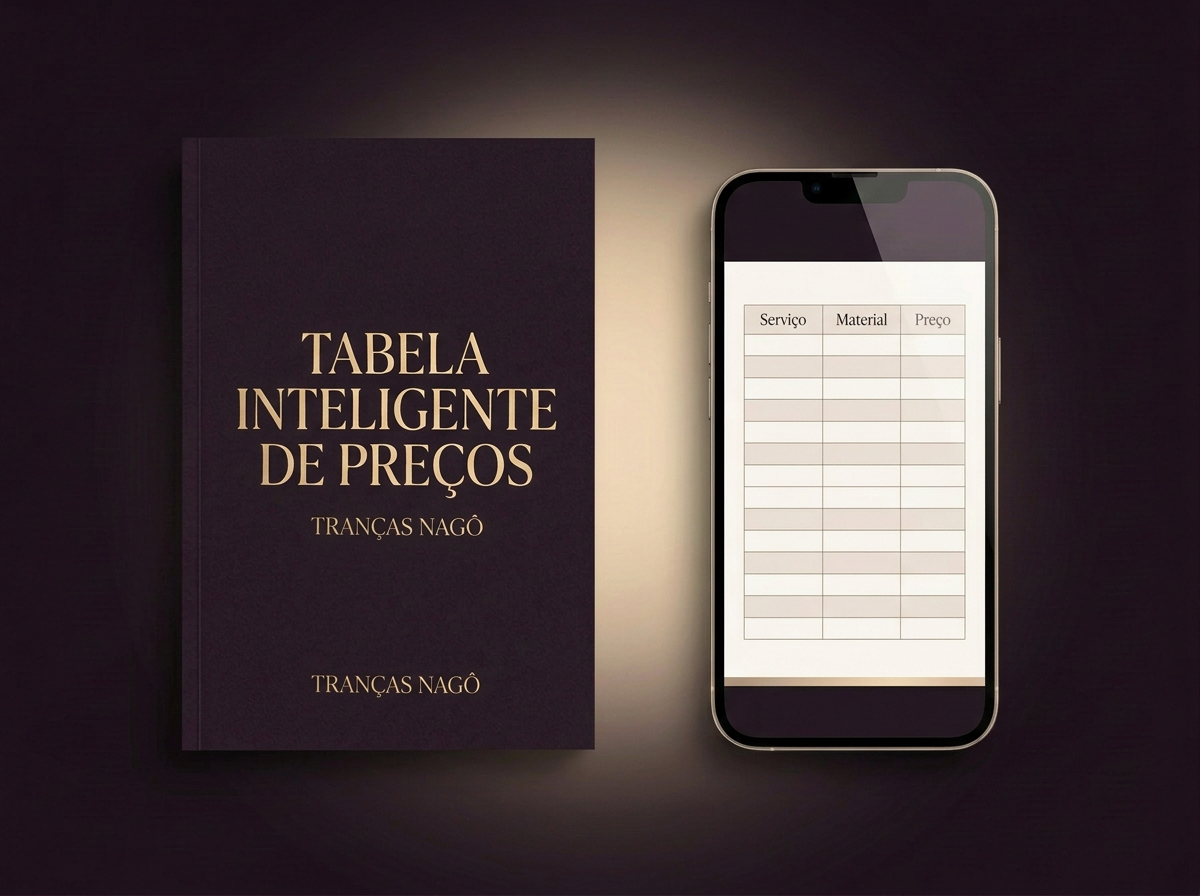 TABELA
INTELIGENTE
DE PREÇOS
TRANÇAS NAGÔ
TRANÇAS NAGÔ
Serviço Material Preço